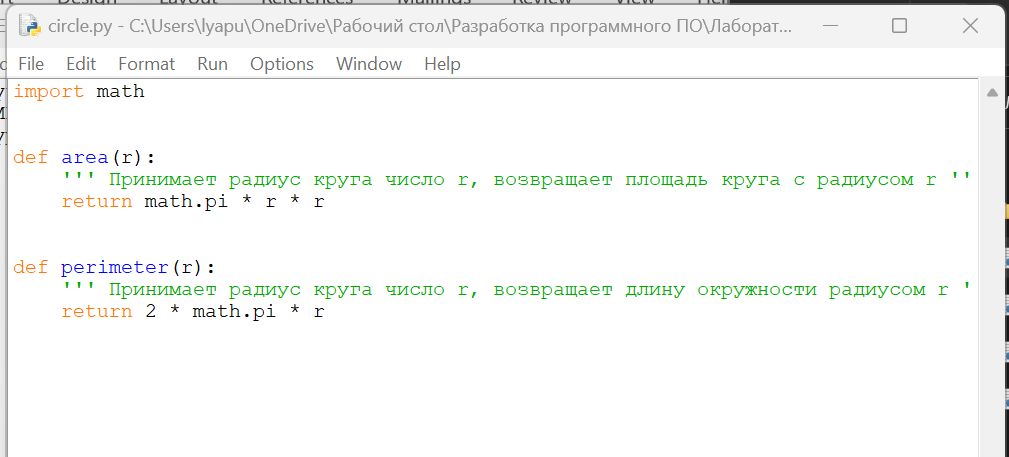 circle.py - C:\Users\lyapu\OneDrive\Рабочий стол\Разработка программного ПО\Лаборат...
File Edit Format Run Options Window Help
import math
def area(r):
''' Принимает радиус круга число r, возвращает площадь круга с радиусом r ''
return math.pi * r * r
def perimeter(r):
''' Принимает радиус круга число r, возвращает длину окружности радиусом r '
return 2 * math.pi * r